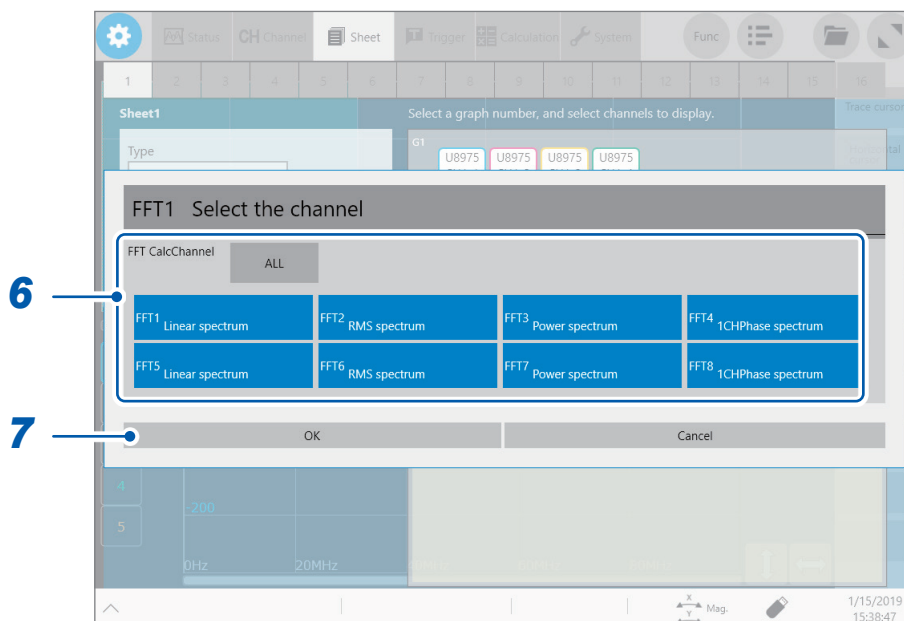 Status CH Channel Sheet Trigger Calculation System Func
1 2 3 4 5 6 7 8 9 10 11 12 13 14 15 16
Sheet1 Select a graph number, and select channels to display. Trace cursor
Type G1
U8975 U8975 U8975 U8975
FFT1 Select the channel
FFT CalcChannel ALL
6
FFT1 Linear spectrum FFT2 RMS spectrum FFT3 Power spectrum FFT4 1CHPhase spectrum
FFT5 Linear spectrum FFT6 RMS spectrum FFT7 Power spectrum FFT8 1CHPhase spectrum
7 OK Cancel
4
-200
5
0Hz 20MHz
X
Y Mag.
1/15/2019
15:38:47